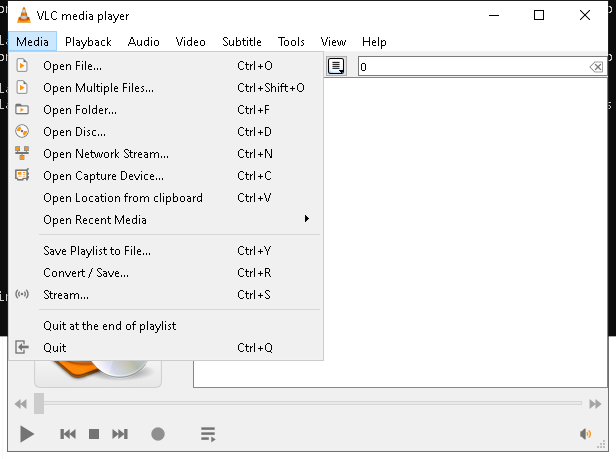 VLC media player
Media Playback Audio Video Subtitle Tools View Help
0
Open File... Ctrl+O
Open Multiple Files... Ctrl+Shift+O
Open Folder... Ctrl+F
Open Disc... Ctrl+D
Open Network Stream... Ctrl+N
Open Capture Device... Ctrl+C
Open Location from clipboard Ctrl+V
Open Recent Media
Save Playlist to File... Ctrl+Y
Convert / Save... Ctrl+R
Stream... Ctrl+S
Quit at the end of playlist
Quit Ctrl+Q